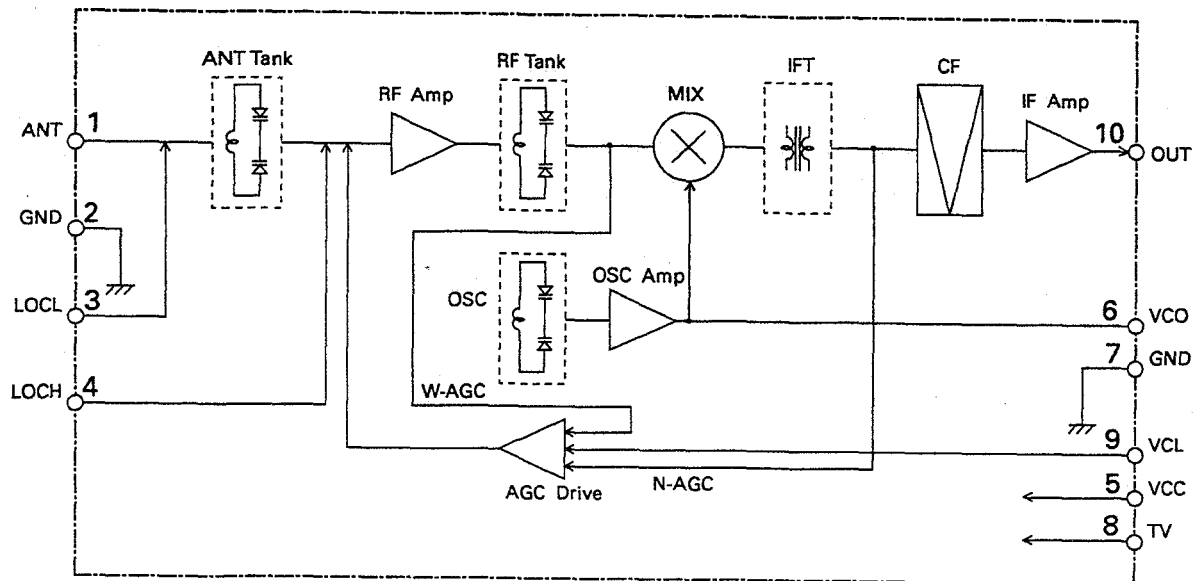 ANT Tank
RF Tank
IFT
CF
RF Amp
MIX
IF Amp
ANT
1
10
OUT
GND
2
OSC
OSC Amp
LOCL
3
6
VCO
7
GND
LOCH
4
W-AGC
9
VCL
AGC Drive
N-AGC
5
VCC
8
TV